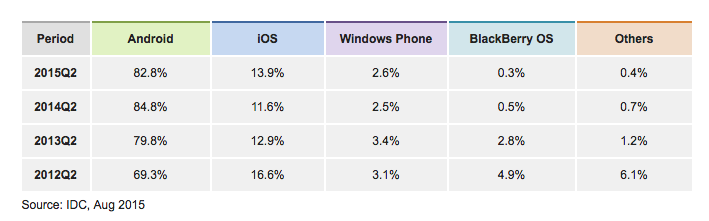 Period Android iOS Windows Phone BlackBerry OS Others
2015Q2 82.8% 13.9% 2.6% 0.3% 0.4%
2014Q2 84.8% 11.6% 2.5% 0.5% 0.7%
2013Q2 79.8% 12.9% 3.4% 2.8% 1.2%
2012Q2 69.3% 16.6% 3.1% 4.9% 6.1%
Source: IDC, Aug 2015